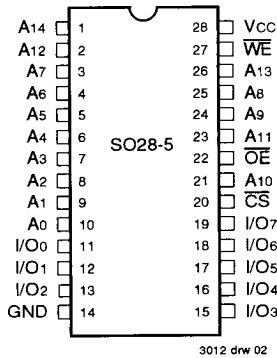 A14 1 28 VCC
A12 2 27 W̅E̅
A7 3 26 A13
A6 4 25 A8
A5 5 24 A9
A4 6 23 A11
A3 7 SO28-5 22 O̅E̅
A2 8 21 A10
A1 9 20 C̅S̅
A0 10 19 I/O7
I/O0 11 18 I/O6
I/O1 12 17 I/O5
I/O2 13 16 I/O4
GND 14 15 I/O3
3012 drw 02